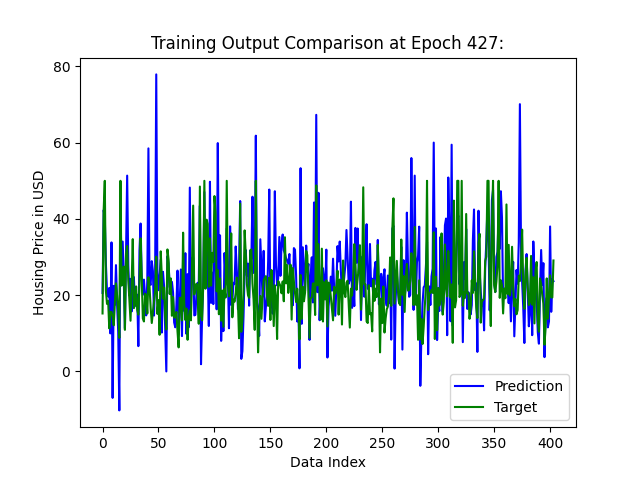 Training Output Comparison at Epoch 427:
80
60
40
20
0
Housing Price in USD
Prediction
Target
0 50 100 150 200 250 300 350 400
Data Index